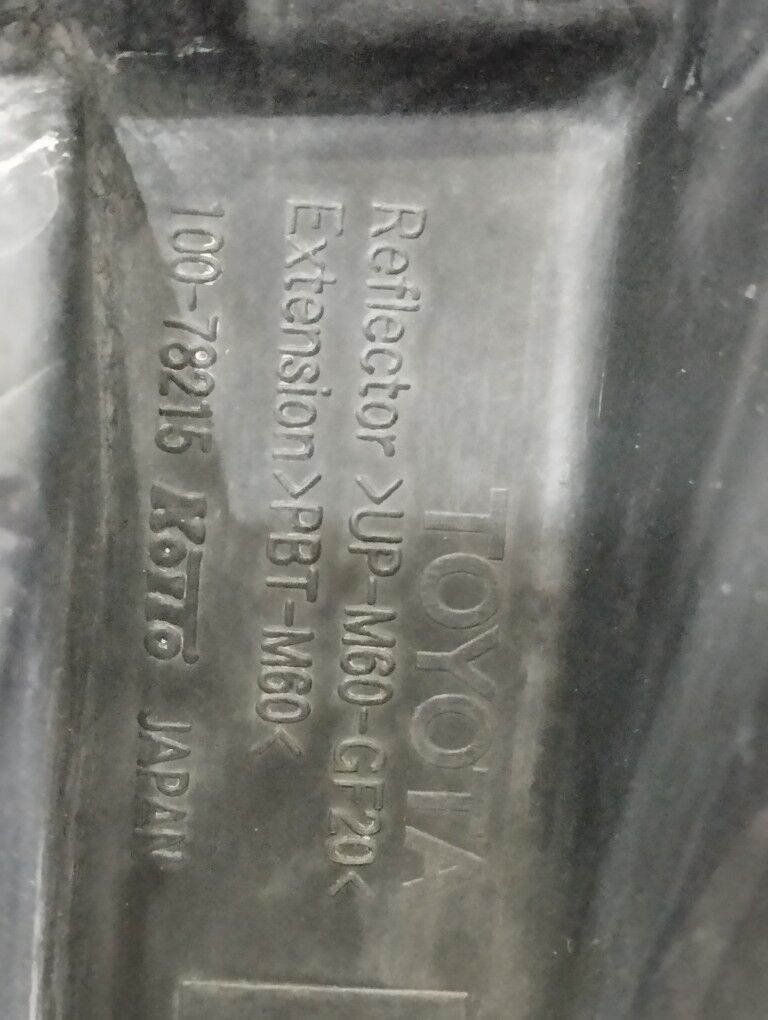 TOYOTA
Reflector >UP-M60-GF20<
Extension>PBT-M60<
100-78215 KOITO JAPAN